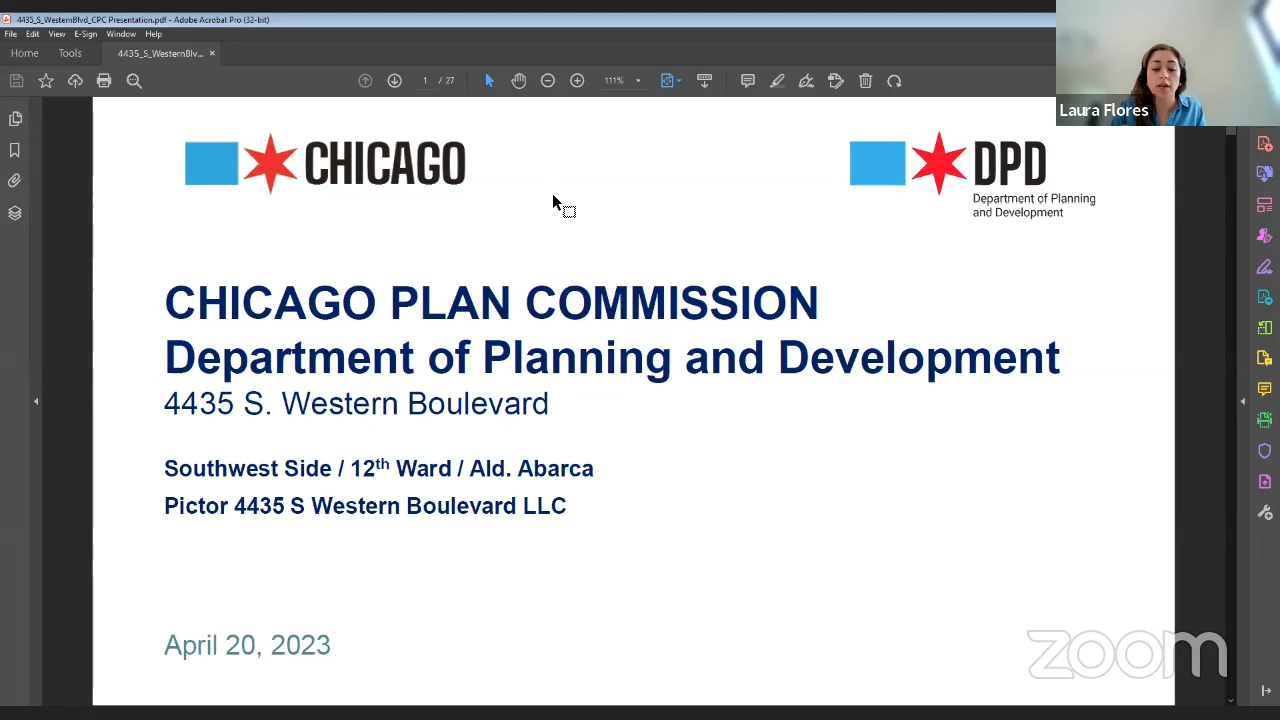 4435_S_WesternBlvd_CPC Presentation.pdf - Adobe Acrobat Pro (32-bit)
File Edit View E-Sign Window Help
Home Tools 4435_S_WesternBlv... ×
1 / 27 111%
Laura Flores
CHICAGO
DPD
Department of Planning
and Development
CHICAGO PLAN COMMISSION
Department of Planning and Development
4435 S. Western Boulevard
Southwest Side / 12th Ward / Ald. Abarca
Pictor 4435 S Western Boulevard LLC
April 20, 2023
zoom